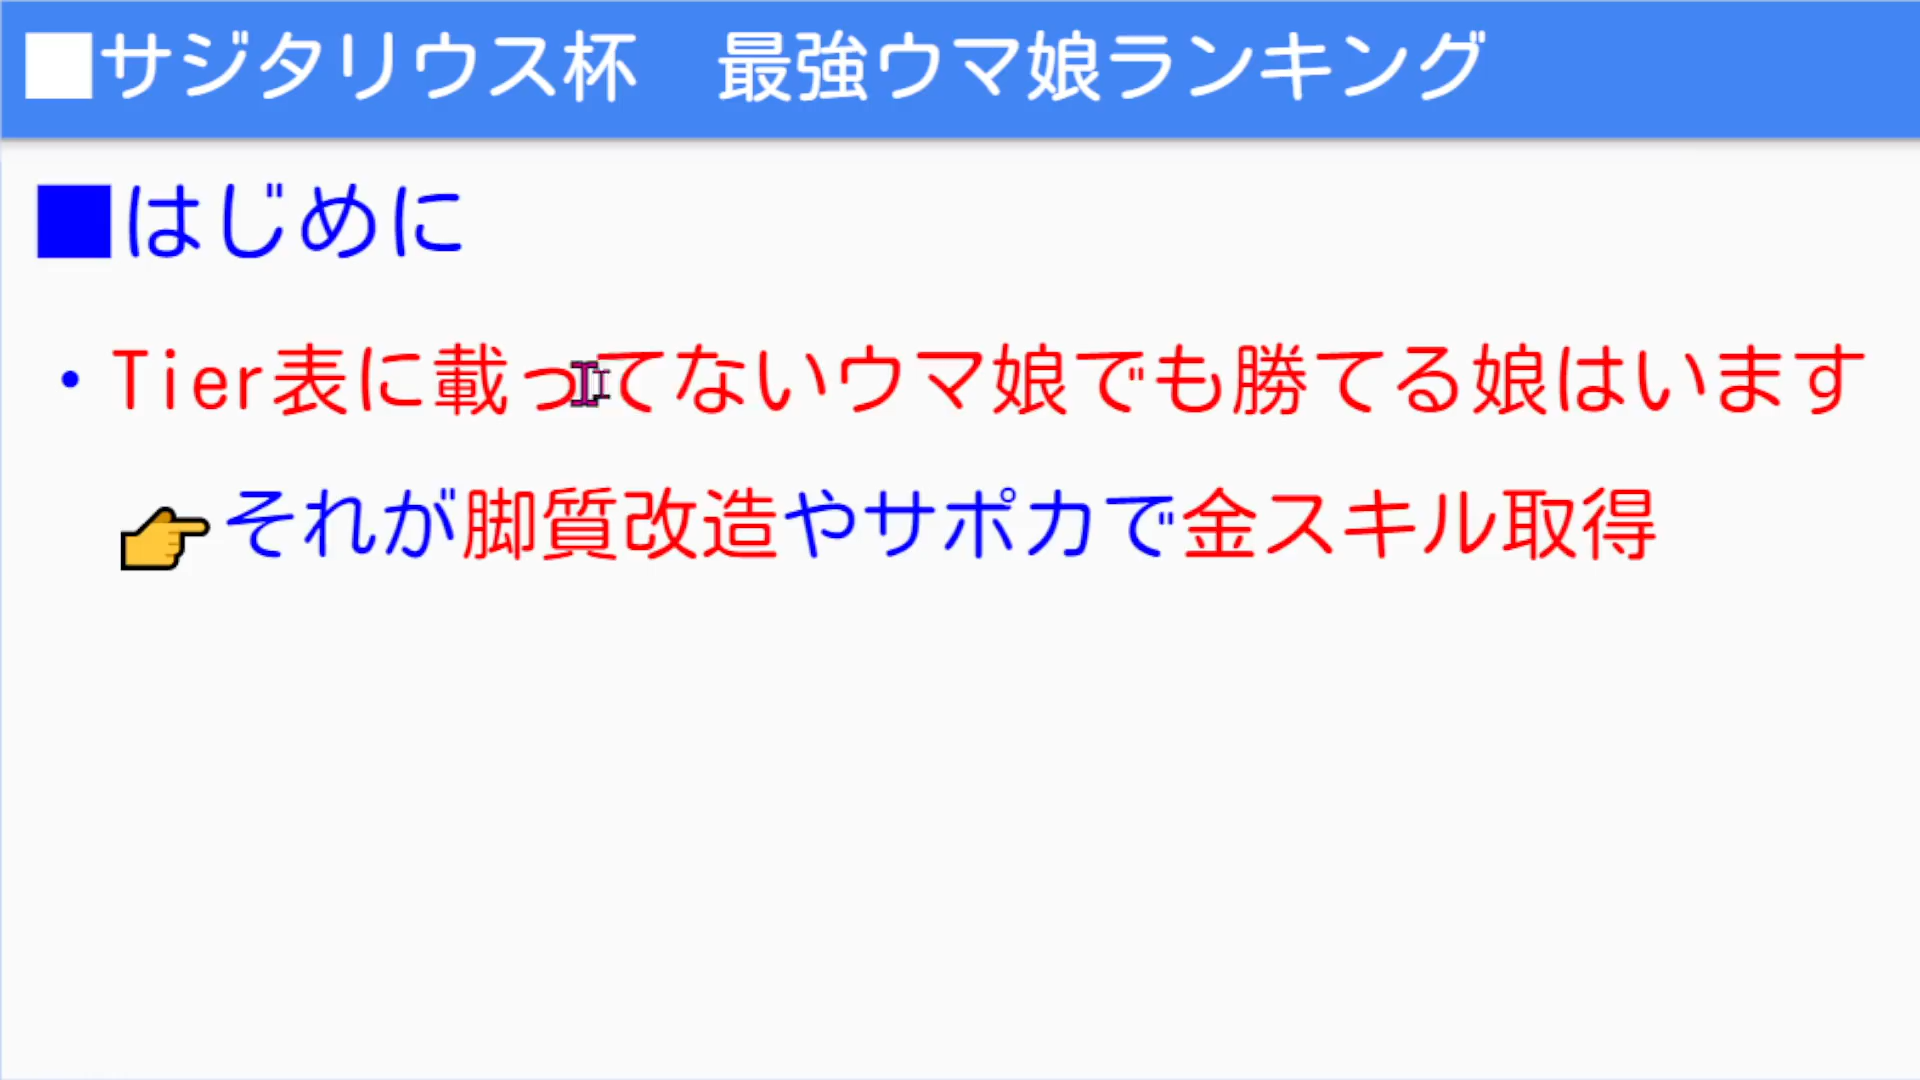 ■サジタリウス杯　最強ウマ娘ランキング
■はじめに
・Tier表に載ってないウマ娘でも勝てる娘はいます
👉それが脚質改造やサポカで金スキル取得